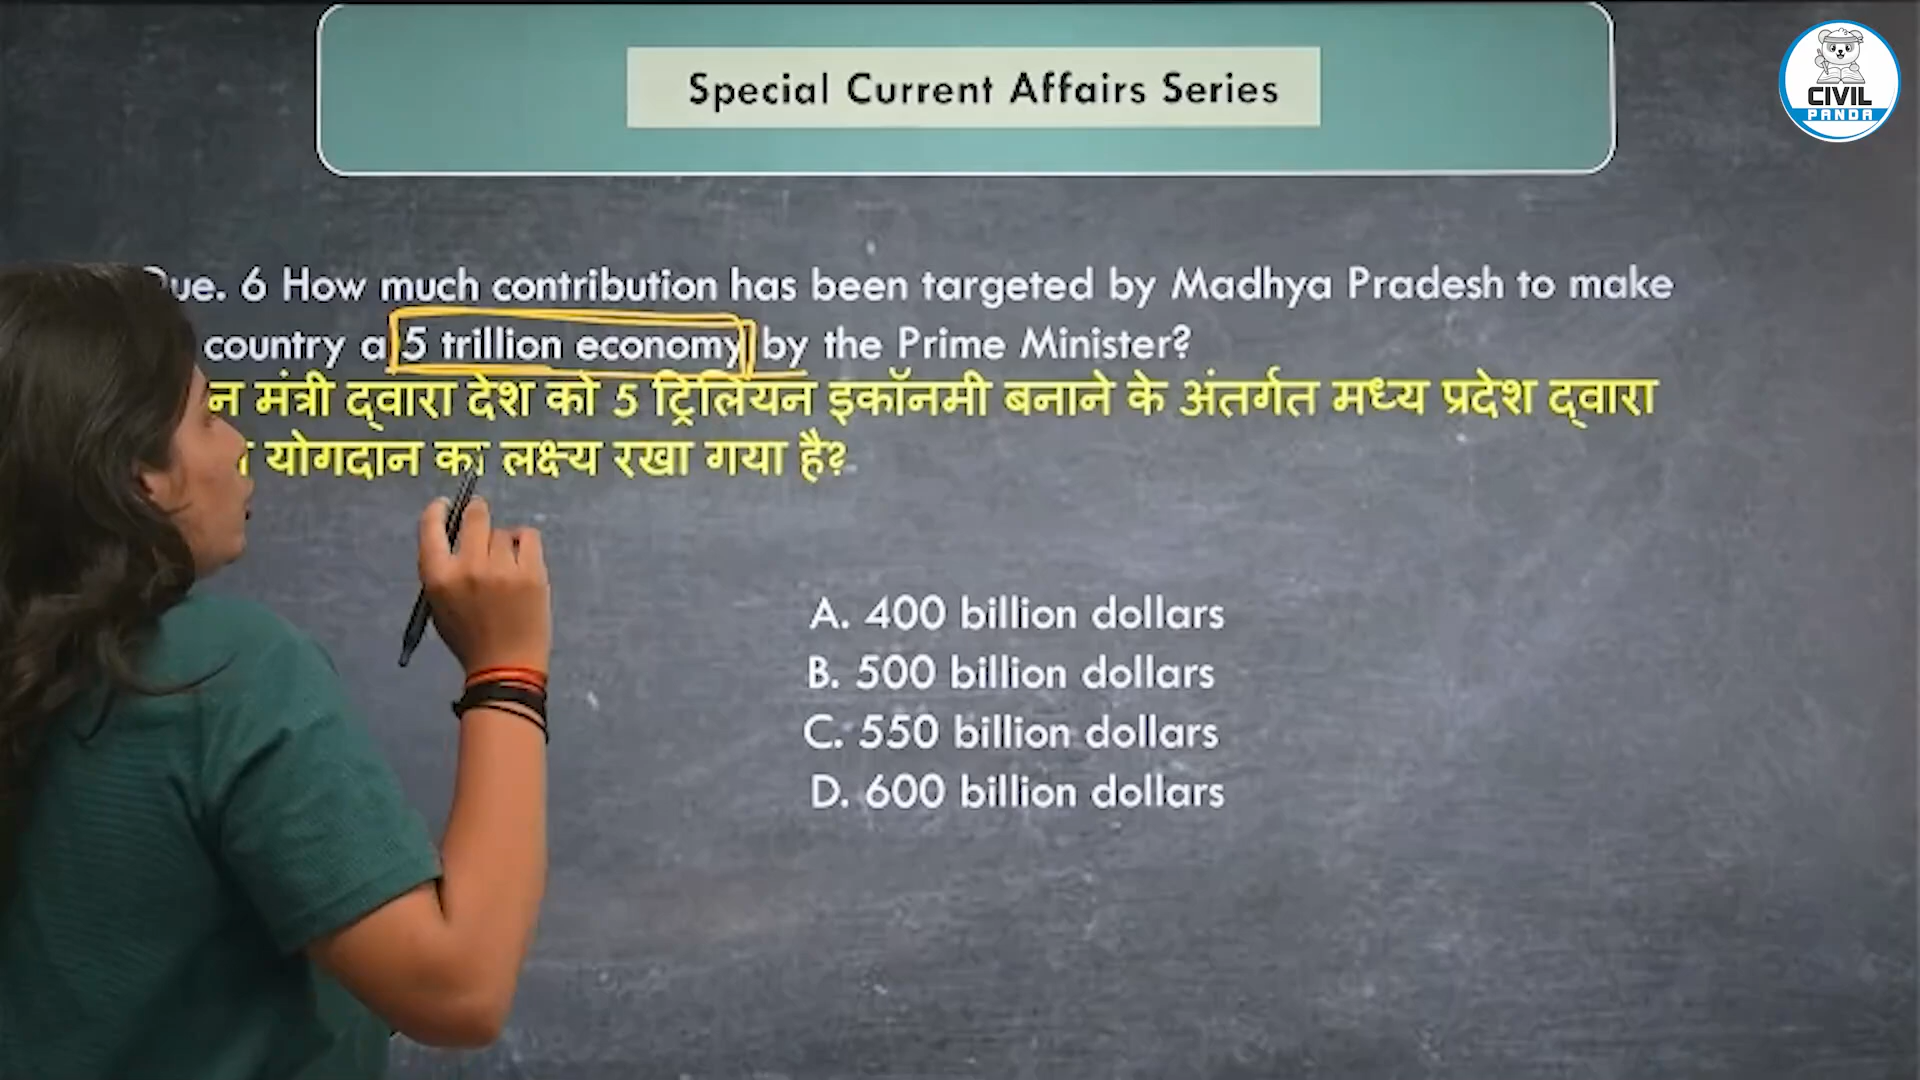 Special Current Affairs Series
CIVIL
PANDA
6 How much contribution has been targeted by Madhya Pradesh to make
country a 5 trillion economy by the Prime Minister?
मंत्री द्वारा देश को 5 ट्रिलियन इकॉनमी बनाने के अंतर्गत मध्य प्रदेश द्वारा
योगदान का लक्ष्य रखा गया है?
A. 400 billion dollars
B. 500 billion dollars
C. 550 billion dollars
D. 600 billion dollars